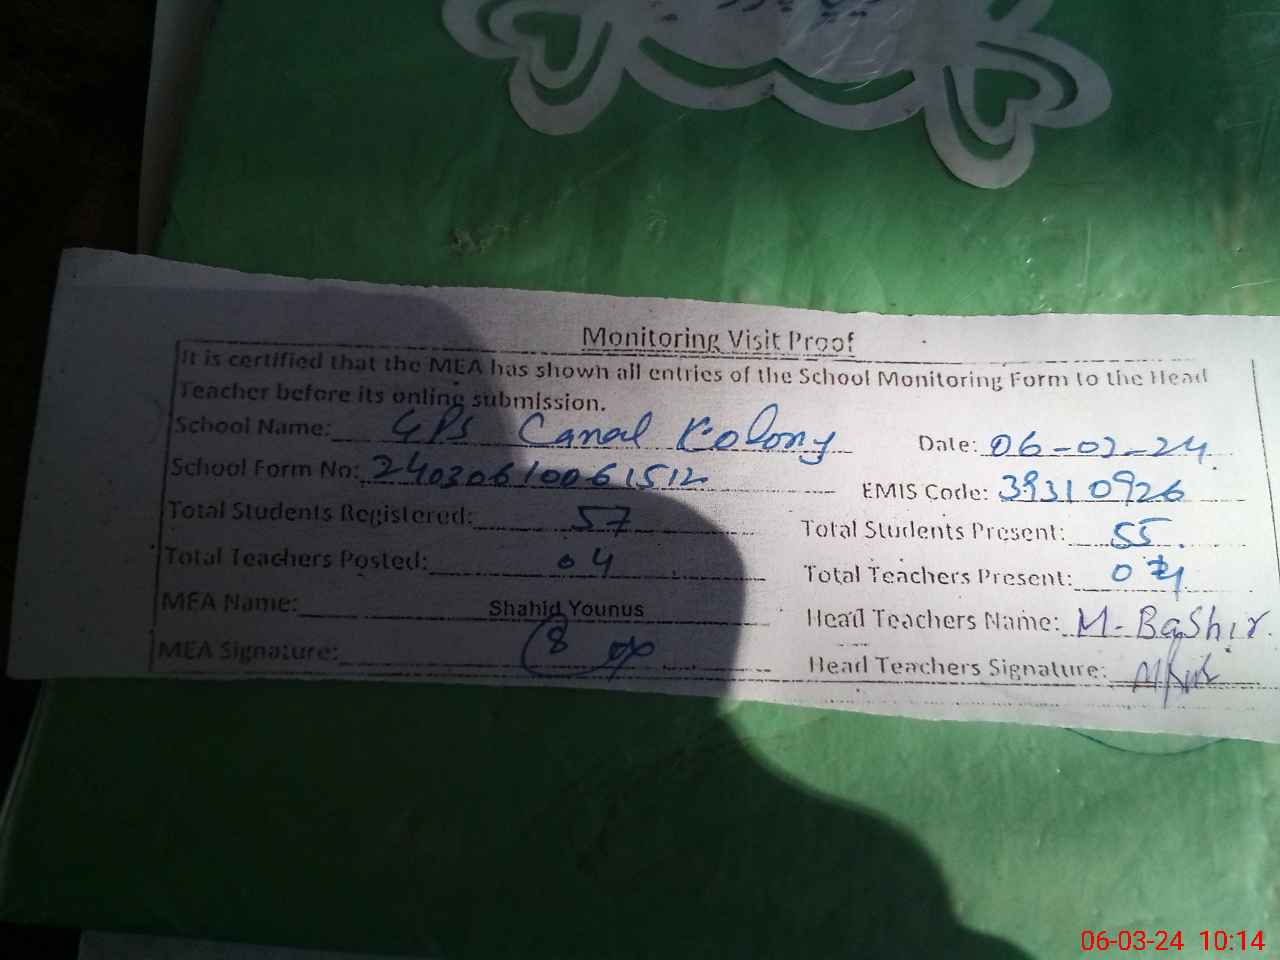 Monitoring Visit Proof
It is certified that the MEA has shown all entries of the School Monitoring Form to the Head
Teacher before its online submission.
School Name: GPS Canal Kolony Date: 06-03-24
School Form No: 24030610061512 EMIS Code: 39310926
Total Students Registered: 57 Total Students Present: 55
Total Teachers Posted: 04 Total Teachers Present: 04
MEA Name: Shahid Younus Head Teachers Name: M. Bashir
MEA Signature: Head Teachers Signature:
06-03-24 10:14